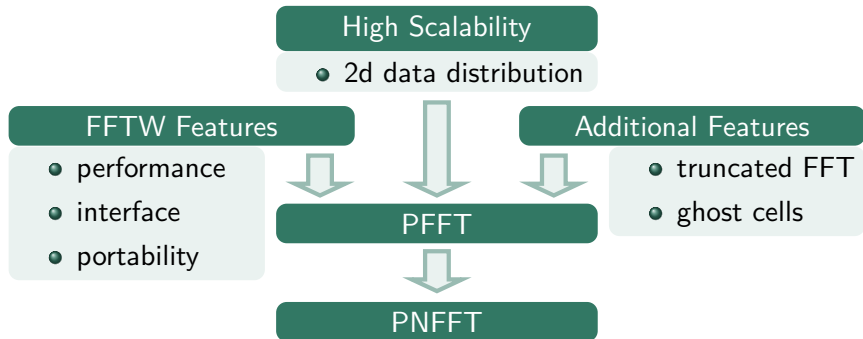 High Scalability
2d data distribution
FFTW Features
performance
interface
portability
Additional Features
truncated FFT
ghost cells
PFFT
PNFFT